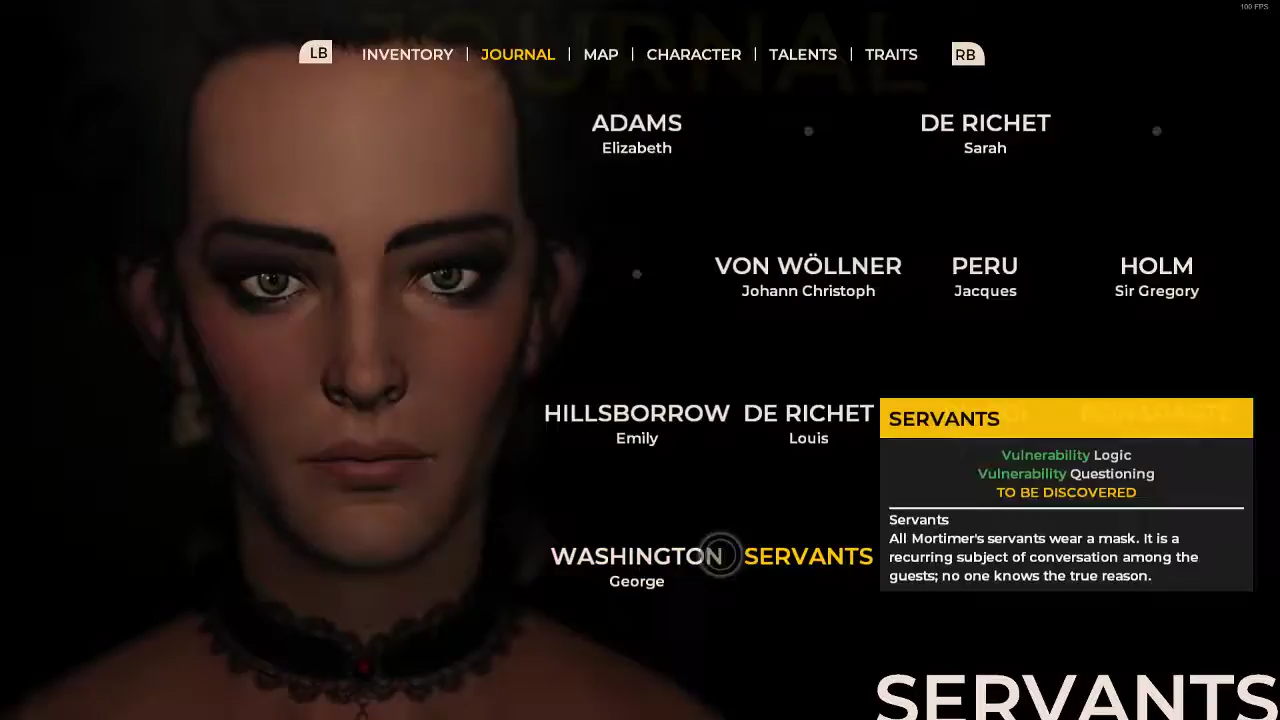 100 FPS
JOURNAL
LB INVENTORY | JOURNAL | MAP | CHARACTER | TALENTS | TRAITS RB
ADAMS
Elizabeth
DE RICHET
Sarah
VON WÖLLNER
Johann Christoph
PERU
Jacques
HOLM
Sir Gregory
HILLSBORROW
Emily
DE RICHET
Louis
WASHINGTON
George
SERVANTS
SERVANTS
Vulnerability Logic
Vulnerability Questioning
TO BE DISCOVERED
Servants
All Mortimer's servants wear a mask. It is a
recurring subject of conversation among the
guests; no one knows the true reason.
SERVANTS